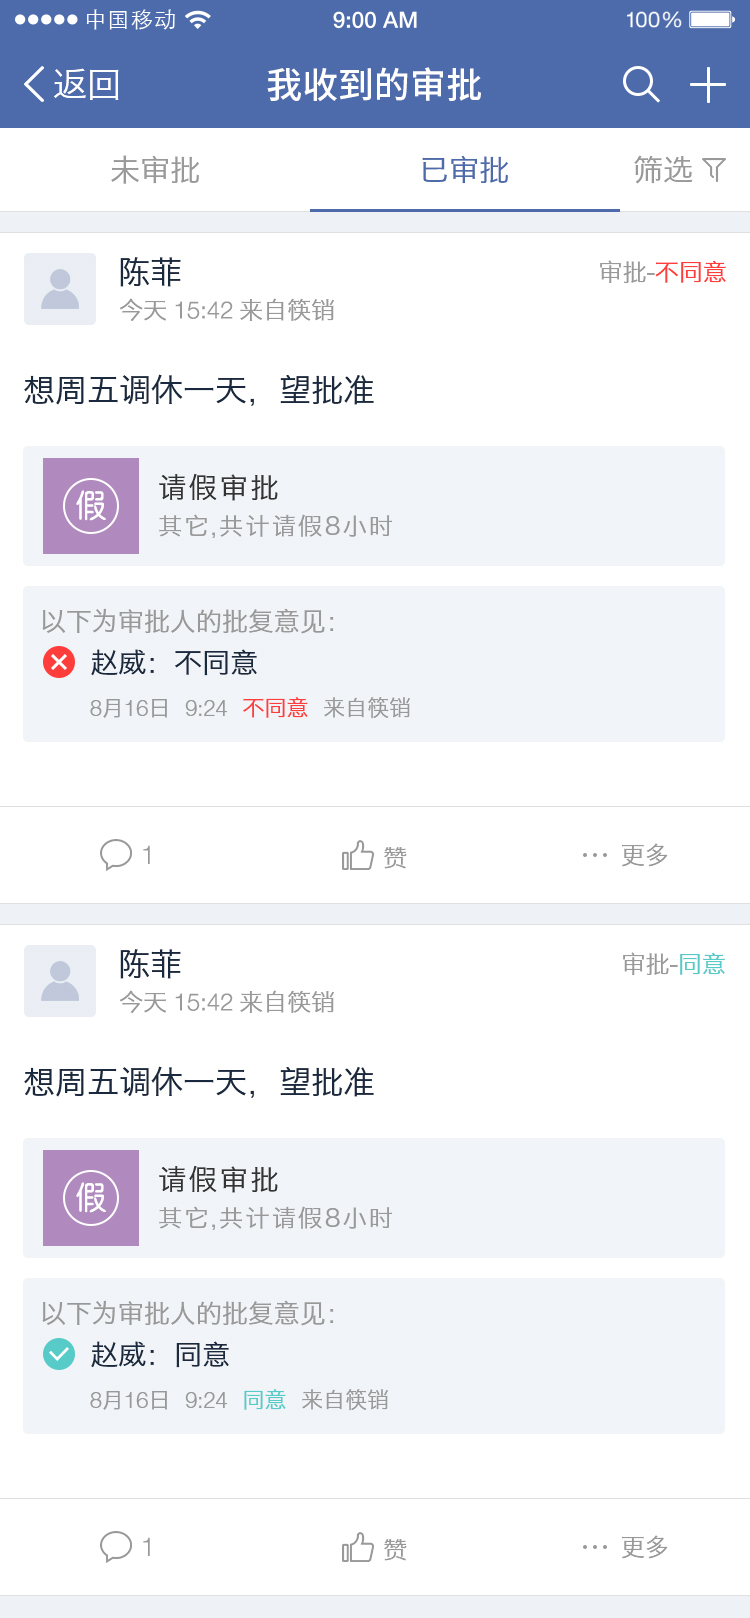 中国移动 9:00 AM 100%
返回 我收到的审批
未审批 已审批 筛选
陈菲 审批-不同意
今天 15:42 来自筷销
想周五调休一天，望批准
假 请假审批
其它,共计请假8小时
以下为审批人的批复意见:
赵威：不同意
8月16日 9:24 不同意 来自筷销
1 赞 ··· 更多
陈菲 审批-同意
今天 15:42 来自筷销
想周五调休一天，望批准
假 请假审批
其它,共计请假8小时
以下为审批人的批复意见:
赵威：同意
8月16日 9:24 同意 来自筷销
1 赞 ··· 更多